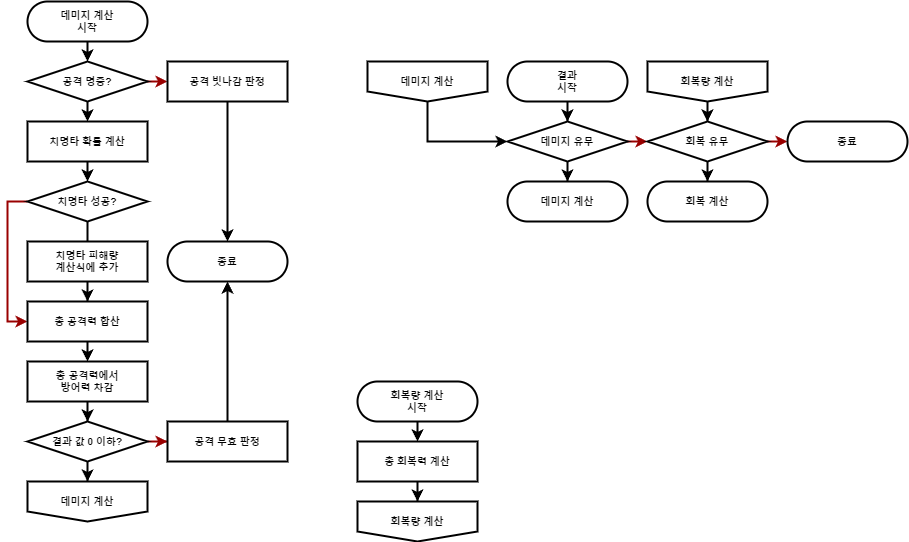 데미지 계산
시작
공격 명중?
공격 빗나감 판정
치명타 확률 계산
치명타 성공?
치명타 피해량
계산식에 추가
종료
총 공격력 합산
총 공격력에서
방어력 차감
결과 값 0 이하?
공격 무효 판정
데미지 계산
데미지 계산
결과
시작
회복량 계산
데미지 유무
회복 유무
종료
데미지 계산
회복 계산
회복량 계산
시작
총 회복력 계산
회복량 계산